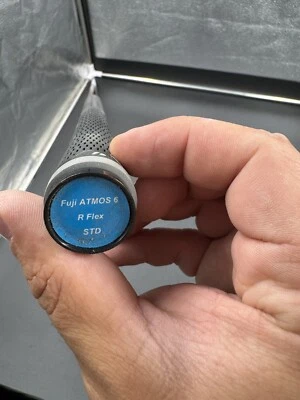 Fuji ATMOS 6
R Flex
STD